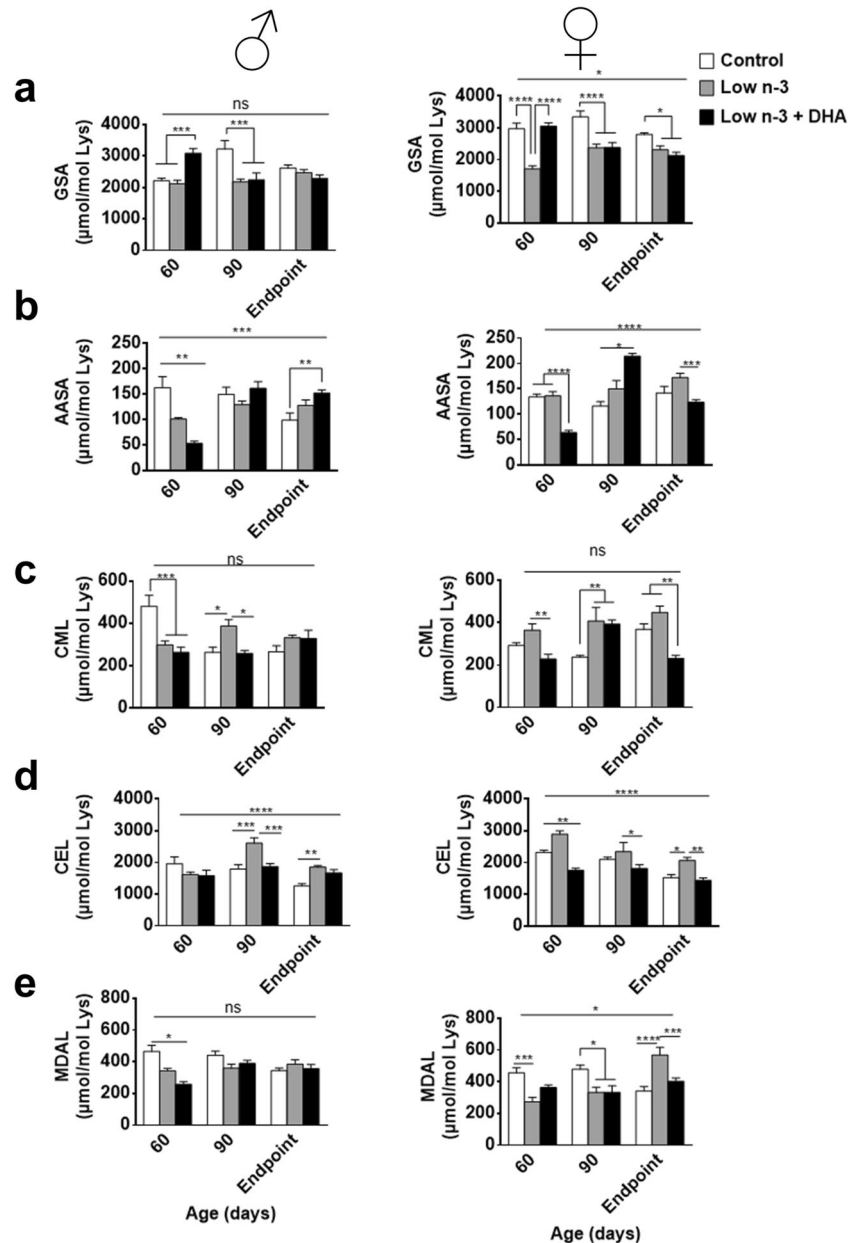 Control
Low n-3
Low n-3 + DHA
a
ns
***
***
GSA
(µmol/mol Lys)
4000
3000
2000
1000
0
60
90
Endpoint
*
****
****
****
*
GSA
(µmol/mol Lys)
4000
3000
2000
1000
0
60
90
Endpoint
b
***
**
**
AASA
(µmol/mol Lys)
250
200
150
100
50
0
60
90
Endpoint
****
****
*
***
AASA
(µmol/mol Lys)
250
200
150
100
50
0
60
90
Endpoint
c
ns
***
*
*
CML
(µmol/mol Lys)
600
400
200
0
60
90
Endpoint
ns
**
**
**
CML
(µmol/mol Lys)
600
400
200
0
60
90
Endpoint
d
****
***
***
**
CEL
(µmol/mol Lys)
4000
3000
2000
1000
0
60
90
Endpoint
****
**
*
*
**
CEL
(µmol/mol Lys)
4000
3000
2000
1000
0
60
90
Endpoint
e
ns
*
MDAL
(µmol/mol Lys)
800
600
400
200
0
60
90
Endpoint
Age (days)
*
***
*
****
***
MDAL
(µmol/mol Lys)
800
600
400
200
0
60
90
Endpoint
Age (days)